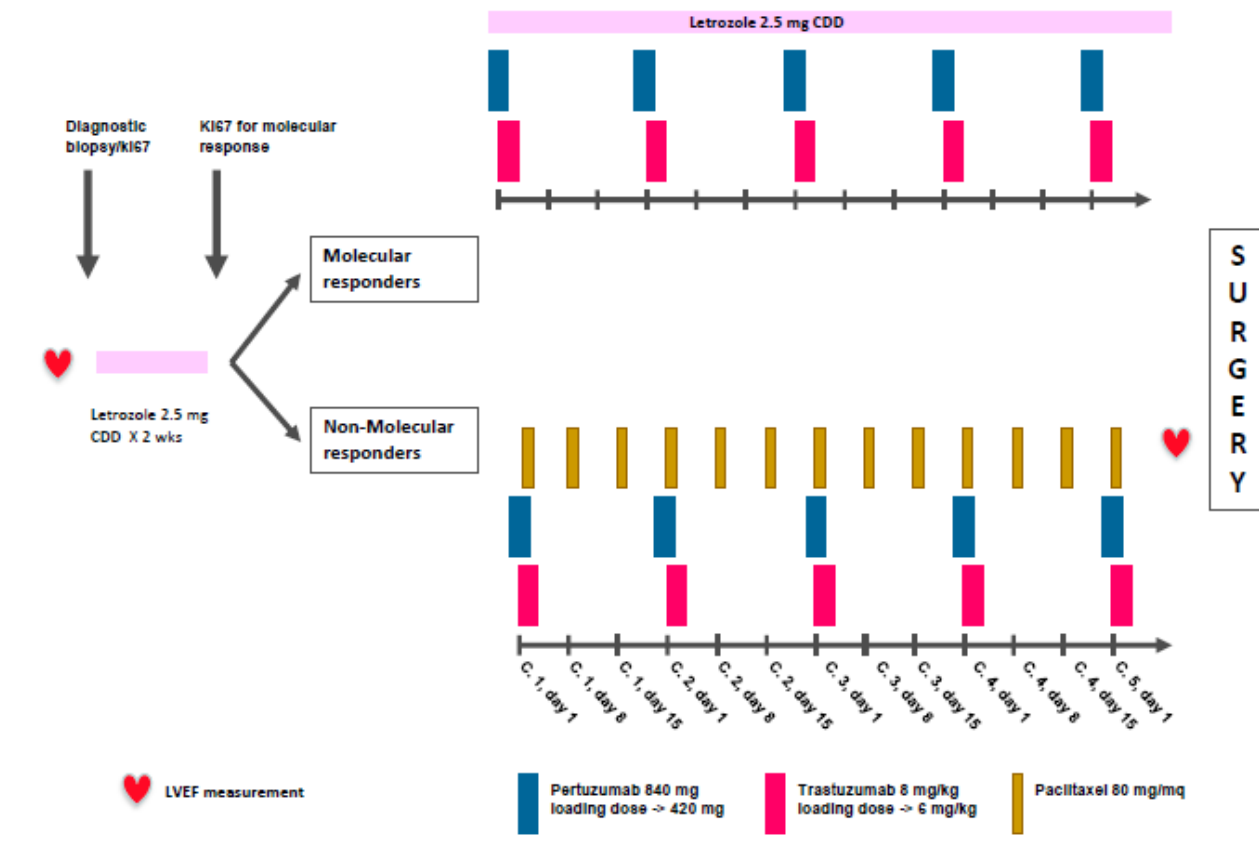 Letrozole 2.5 mg CDD
Diagnostic
biopsy/ki67
KI67 for molecular
response
Molecular
responders
Letrozole 2.5 mg
CDD X 2 wks
Non-Molecular
responders
S
U
R
G
E
R
Y
C. 1, day 1
C. 1, day 8
C. 1, day 15
C. 2, day 1
C. 2, day 8
C. 2, day 15
C. 3, day 1
C. 3, day 8
C. 3, day 15
C. 4, day 1
C. 4, day 8
C. 4, day 15
C. 5, day 1
LVEF measurement
Pertuzumab 840 mg
loading dose -> 420 mg
Trastuzumab 8 mg/kg
loading dose -> 6 mg/kg
Paclitaxel 80 mg/mq